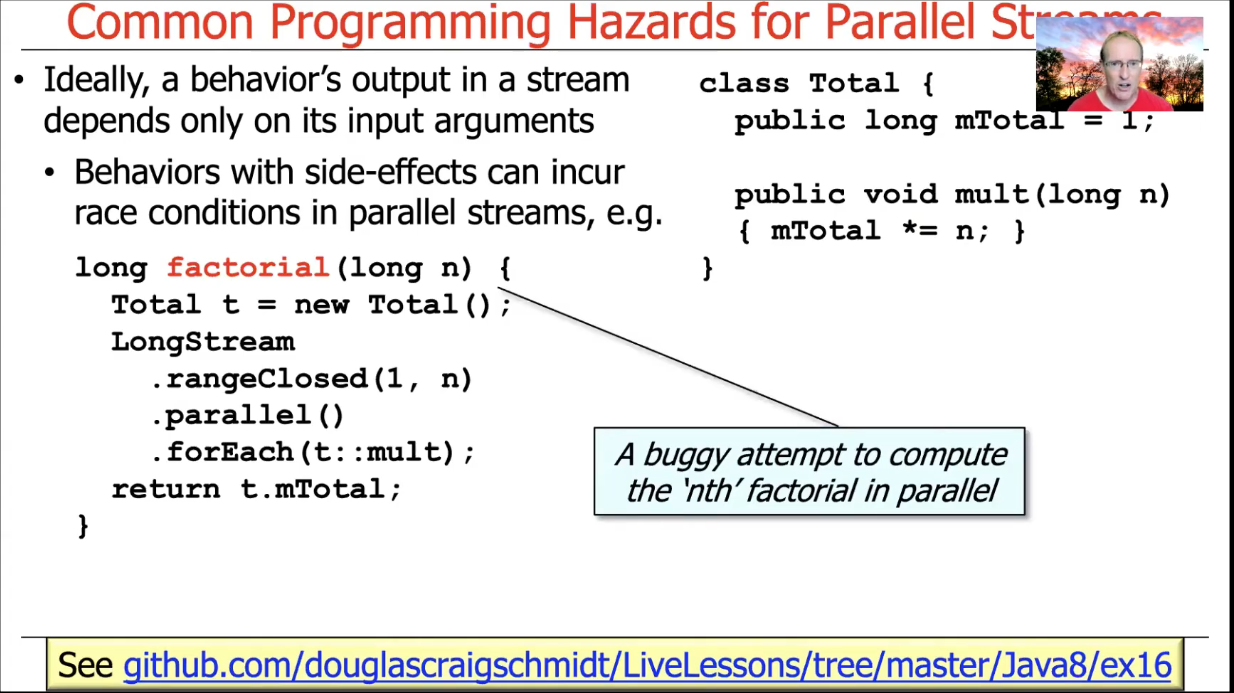 Common Programming Hazards for Parallel Streams
• Ideally, a behavior's output in a stream
depends only on its input arguments
• Behaviors with side-effects can incur
race conditions in parallel streams, e.g.
long factorial(long n) {
Total t = new Total();
LongStream
.rangeClosed(1, n)
.parallel()
.forEach(t::mult);
return t.mTotal;
}
class Total {
public long mTotal = 1;
public void mult(long n)
{ mTotal *= n; }
}
A buggy attempt to compute
the 'nth' factorial in parallel
See github.com/douglascraigschmidt/LiveLessons/tree/master/Java8/ex16